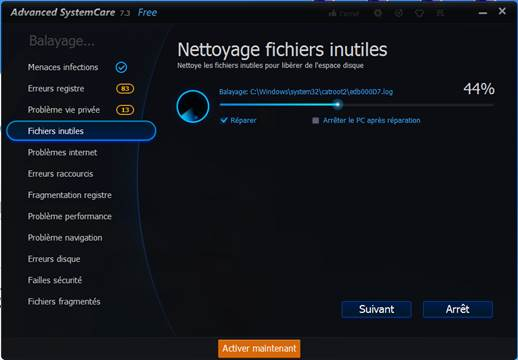 Advanced SystemCare 7.3 Free
J'aime!
Balayage...
Menaces infections
Erreurs registre 83
Problème vie privée 13
Fichiers inutiles
Problèmes internet
Erreurs raccourcis
Fragmentation registre
Problème performance
Problème navigation
Erreurs disque
Failles sécurité
Fichiers fragmentés
Nettoyage fichiers inutiles
Nettoye les fichiers inutiles pour libérer de l'espace disque
Balayage: C:\Windows\system32\catroot2\edb000D7.log
44%
Réparer
Arrêter le PC après réparation
Suivant
Arrêt
Activer maintenant